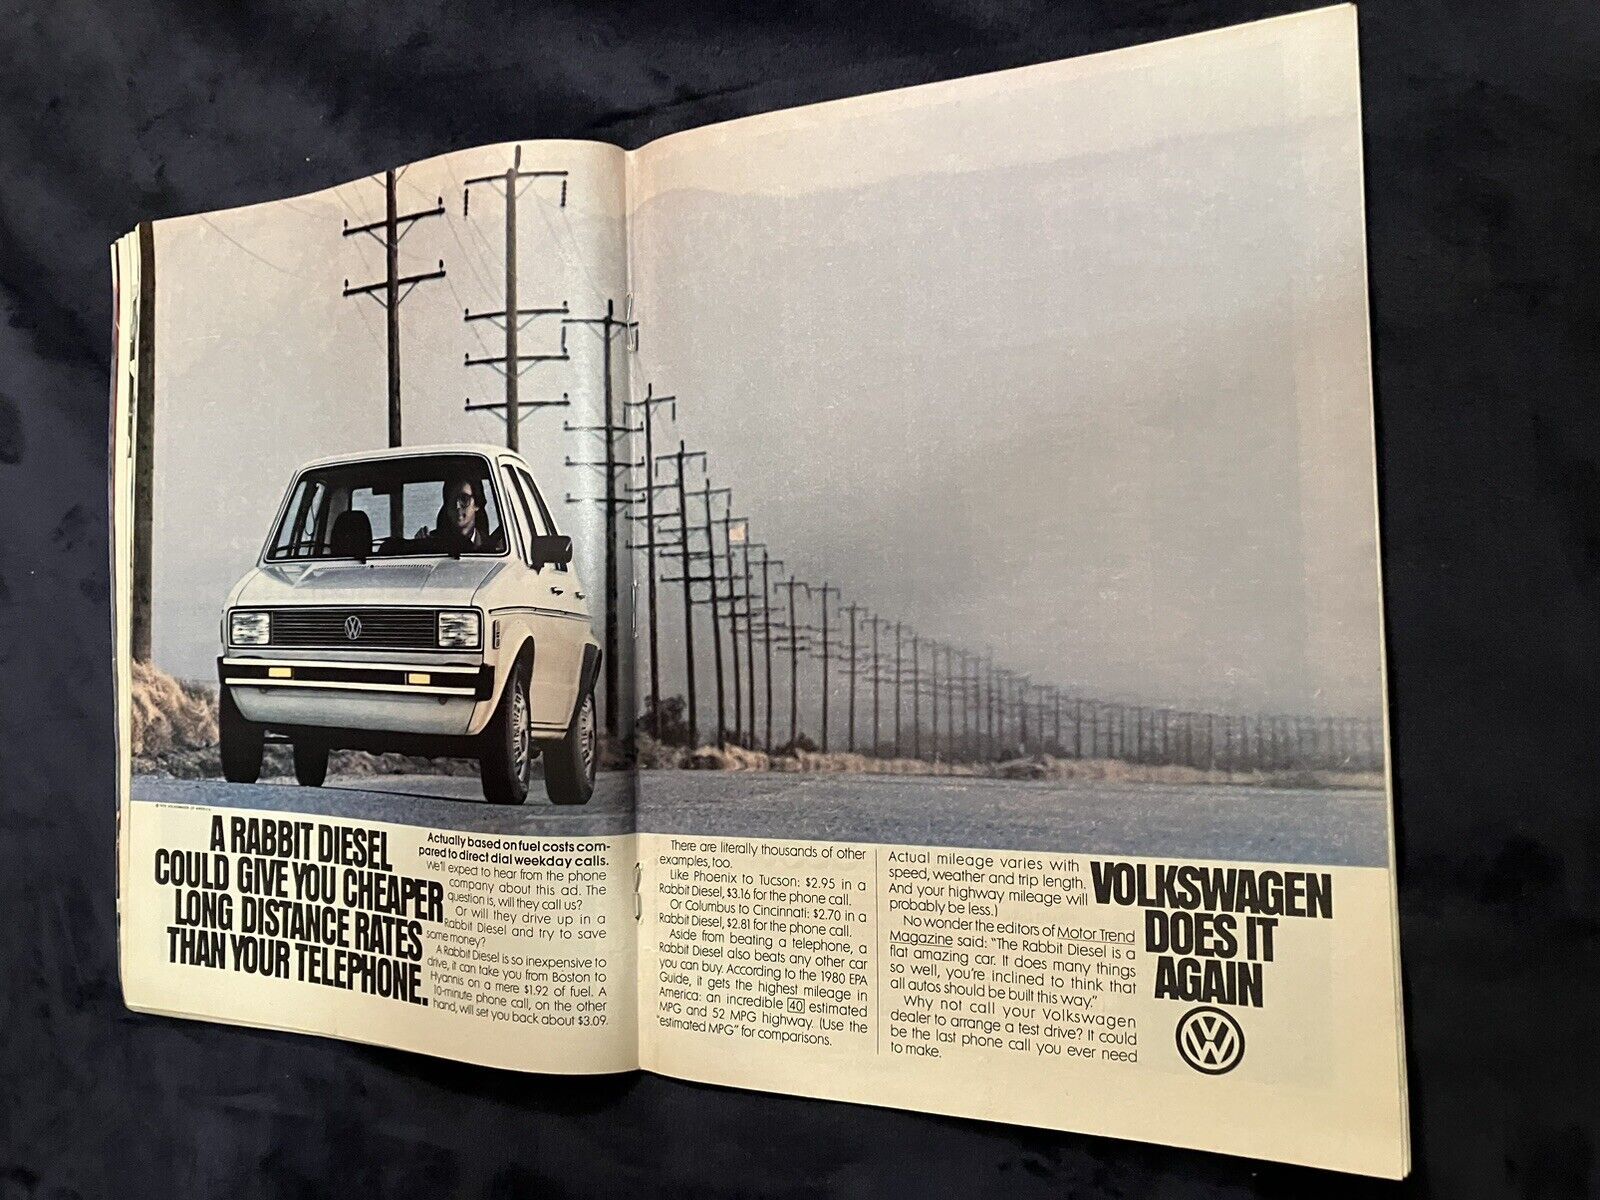 © 1979 VOLKSWAGEN OF AMERICA
A RABBIT DIESEL
COULD GIVE YOU CHEAPER
LONG DISTANCE RATES
THAN YOUR TELEPHONE.
Actually based on fuel costs com-
pared to direct dial weekday calls.
We'll expect to hear from the phone
company about this ad. The
question is, will they call us?
Or will they drive up in a
Rabbit Diesel and try to save
some money?
A Rabbit Diesel is so inexpensive to
drive, it can take you from Boston to
Hyannis on a mere $1.92 of fuel. A
10-minute phone call, on the other
hand, will set you back about $3.09.
There are literally thousands of other
examples, too.
Like Phoenix to Tucson: $2.95 in a
Rabbit Diesel, $3.16 for the phone call.
Or Columbus to Cincinnati: $2.70 in a
Rabbit Diesel, $2.81 for the phone call.
Aside from beating a telephone, a
Rabbit Diesel also beats any other car
you can buy. According to the 1980 EPA
Guide, it gets the highest mileage in
America: an incredible 40 estimated
MPG and 52 MPG highway. (Use the
"estimated MPG" for comparisons.
Actual mileage varies with
speed, weather and trip length.
And your highway mileage will
probably be less.)
No wonder the editors of Motor Trend
Magazine said: "The Rabbit Diesel is a
flat amazing car. It does many things
so well, you're inclined to think that
all autos should be built this way."
Why not call your Volkswagen
dealer to arrange a test drive? It could
be the last phone call you ever need
to make.
VOLKSWAGEN
DOES IT
AGAIN